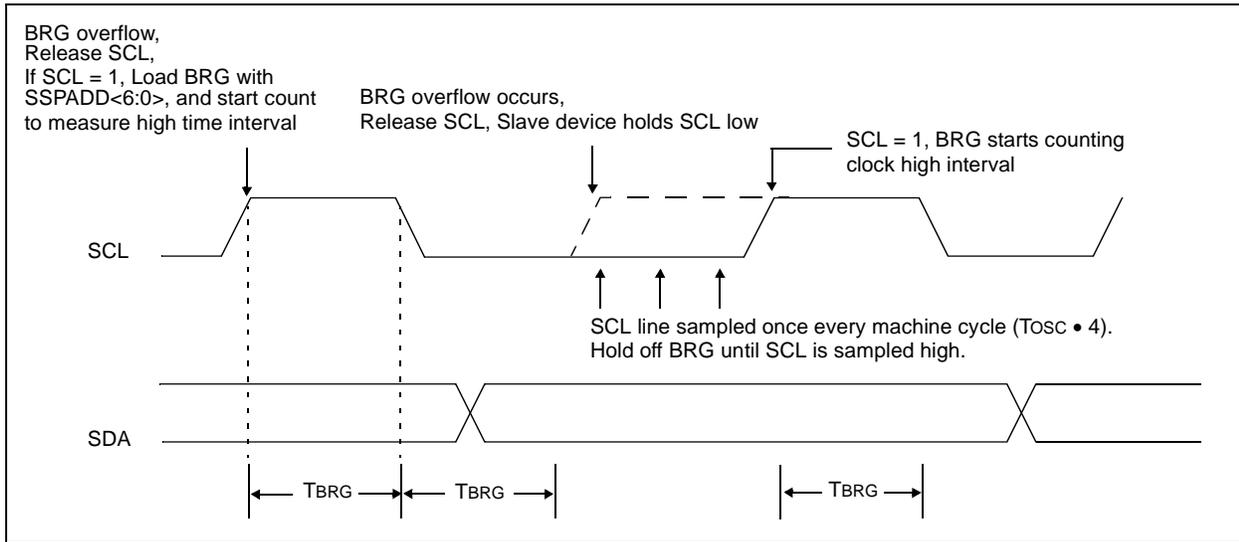 BRG overflow,
Release SCL,
If SCL = 1, Load BRG with
SSPADD<6:0>, and start count
to measure high time interval
BRG overflow occurs,
Release SCL, Slave device holds SCL low
SCL = 1, BRG starts counting
clock high interval
SCL
SCL line sampled once every machine cycle (TOSC • 4).
Hold off BRG until SCL is sampled high.
SDA
TBRG
TBRG
TBRG